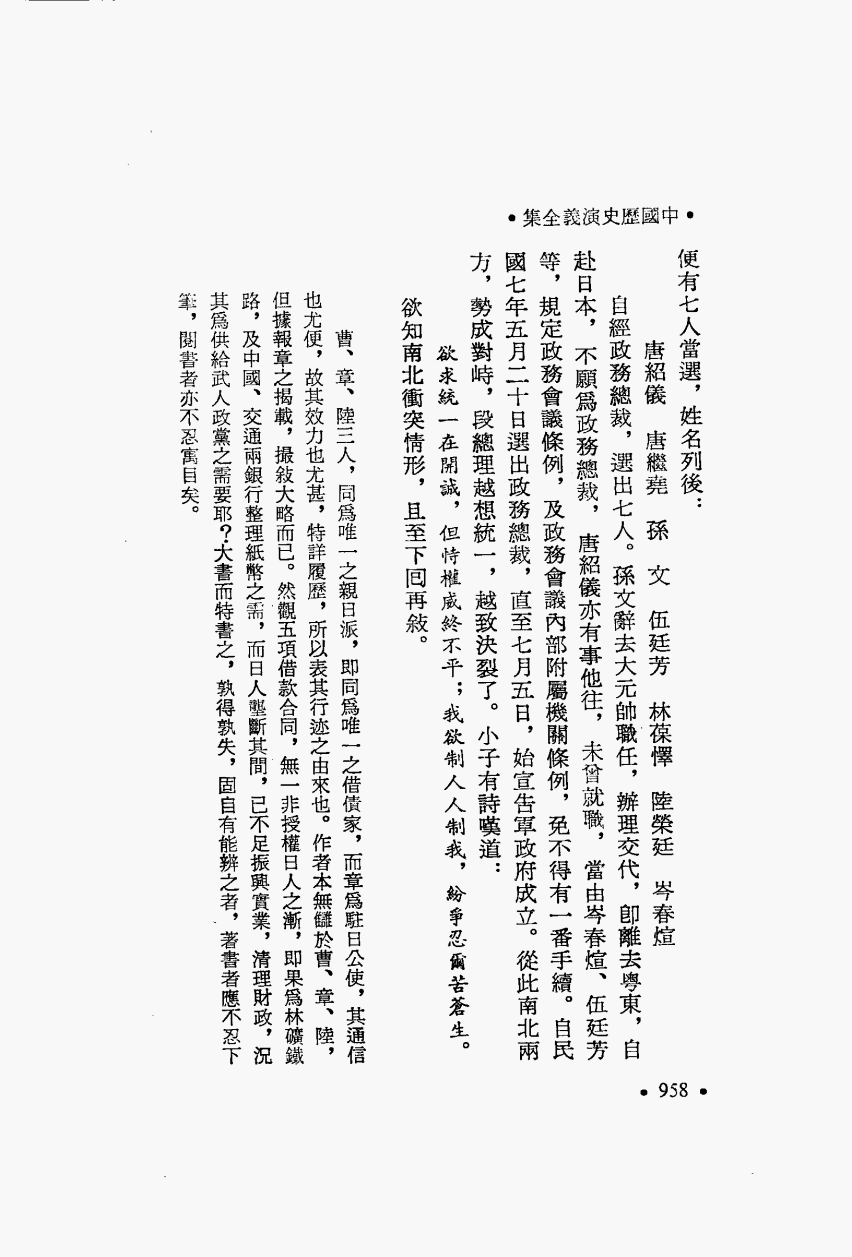 •中國歷史演義全集•
便有七人當選，姓名列後：
唐紹儀　唐繼堯　孫　文　伍廷芳　林葆懌　陸榮廷　岑春煊
自經政務總裁，選出七人。孫文辭去大元帥職任，辦理交代，卽離去粵東，自
赴日本，不願爲政務總裁，唐紹儀亦有事他往，未曾就職，當由岑春煊、伍廷芳
等，規定政務會議條例，及政務會議內部附屬機關條例，免不得有一番手續。自民
國七年五月二十日選出政務總裁，直至七月五日，始宣告軍政府成立。從此南北兩
方，勢成對峙，段總理越想統一，越致決裂了。小子有詩嘆道：
欲求統一在開誠，但恃權威終不平；我欲制人人制我，紛爭忍爾苦蒼生。
欲知南北衝突情形，且至下回再敍。
曹、章、陸三人，同爲唯一之親日派，即同爲唯一之借債家，而章爲駐日公使，其通信
也尤便，故其效力也尤甚，特詳履歷，所以表其行迹之由來也。作者本無讎於曹、章、陸，
但據報章之揭載，撮敍大略而已。然觀五項借款合同，無一非授權日人之漸，即果爲林礦鐵
路，及中國、交通兩銀行整理紙幣之需，而日人壟斷其間，已不足振興實業，清理財政，況
其爲供給武人政黨之需要耶？大書而特書之，孰得孰失，固自有能辨之者，著書者應不忍下
筆，閱書者亦不忍寓目矣。
•958•